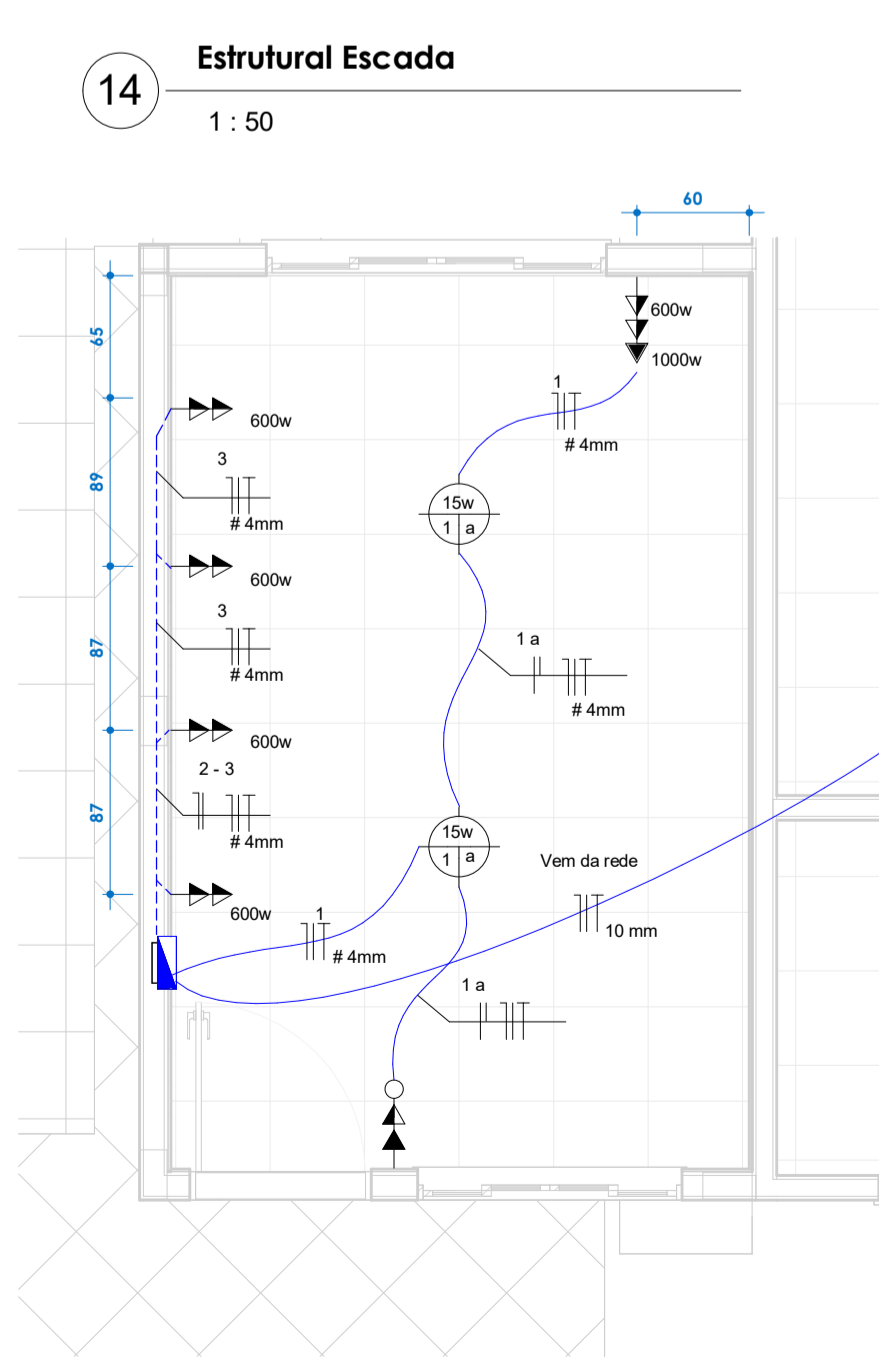 Estrutural Escada
14
1 : 50
60
65
600w
1000w
1
# 4mm
600w
3
# 4mm
89
15w
1 a
600w
3
# 4mm
87
1 a
# 4mm
600w
2 - 3
# 4mm
87
15w
1 a
Vem da rede
10 mm
600w
1
# 4mm
1 a